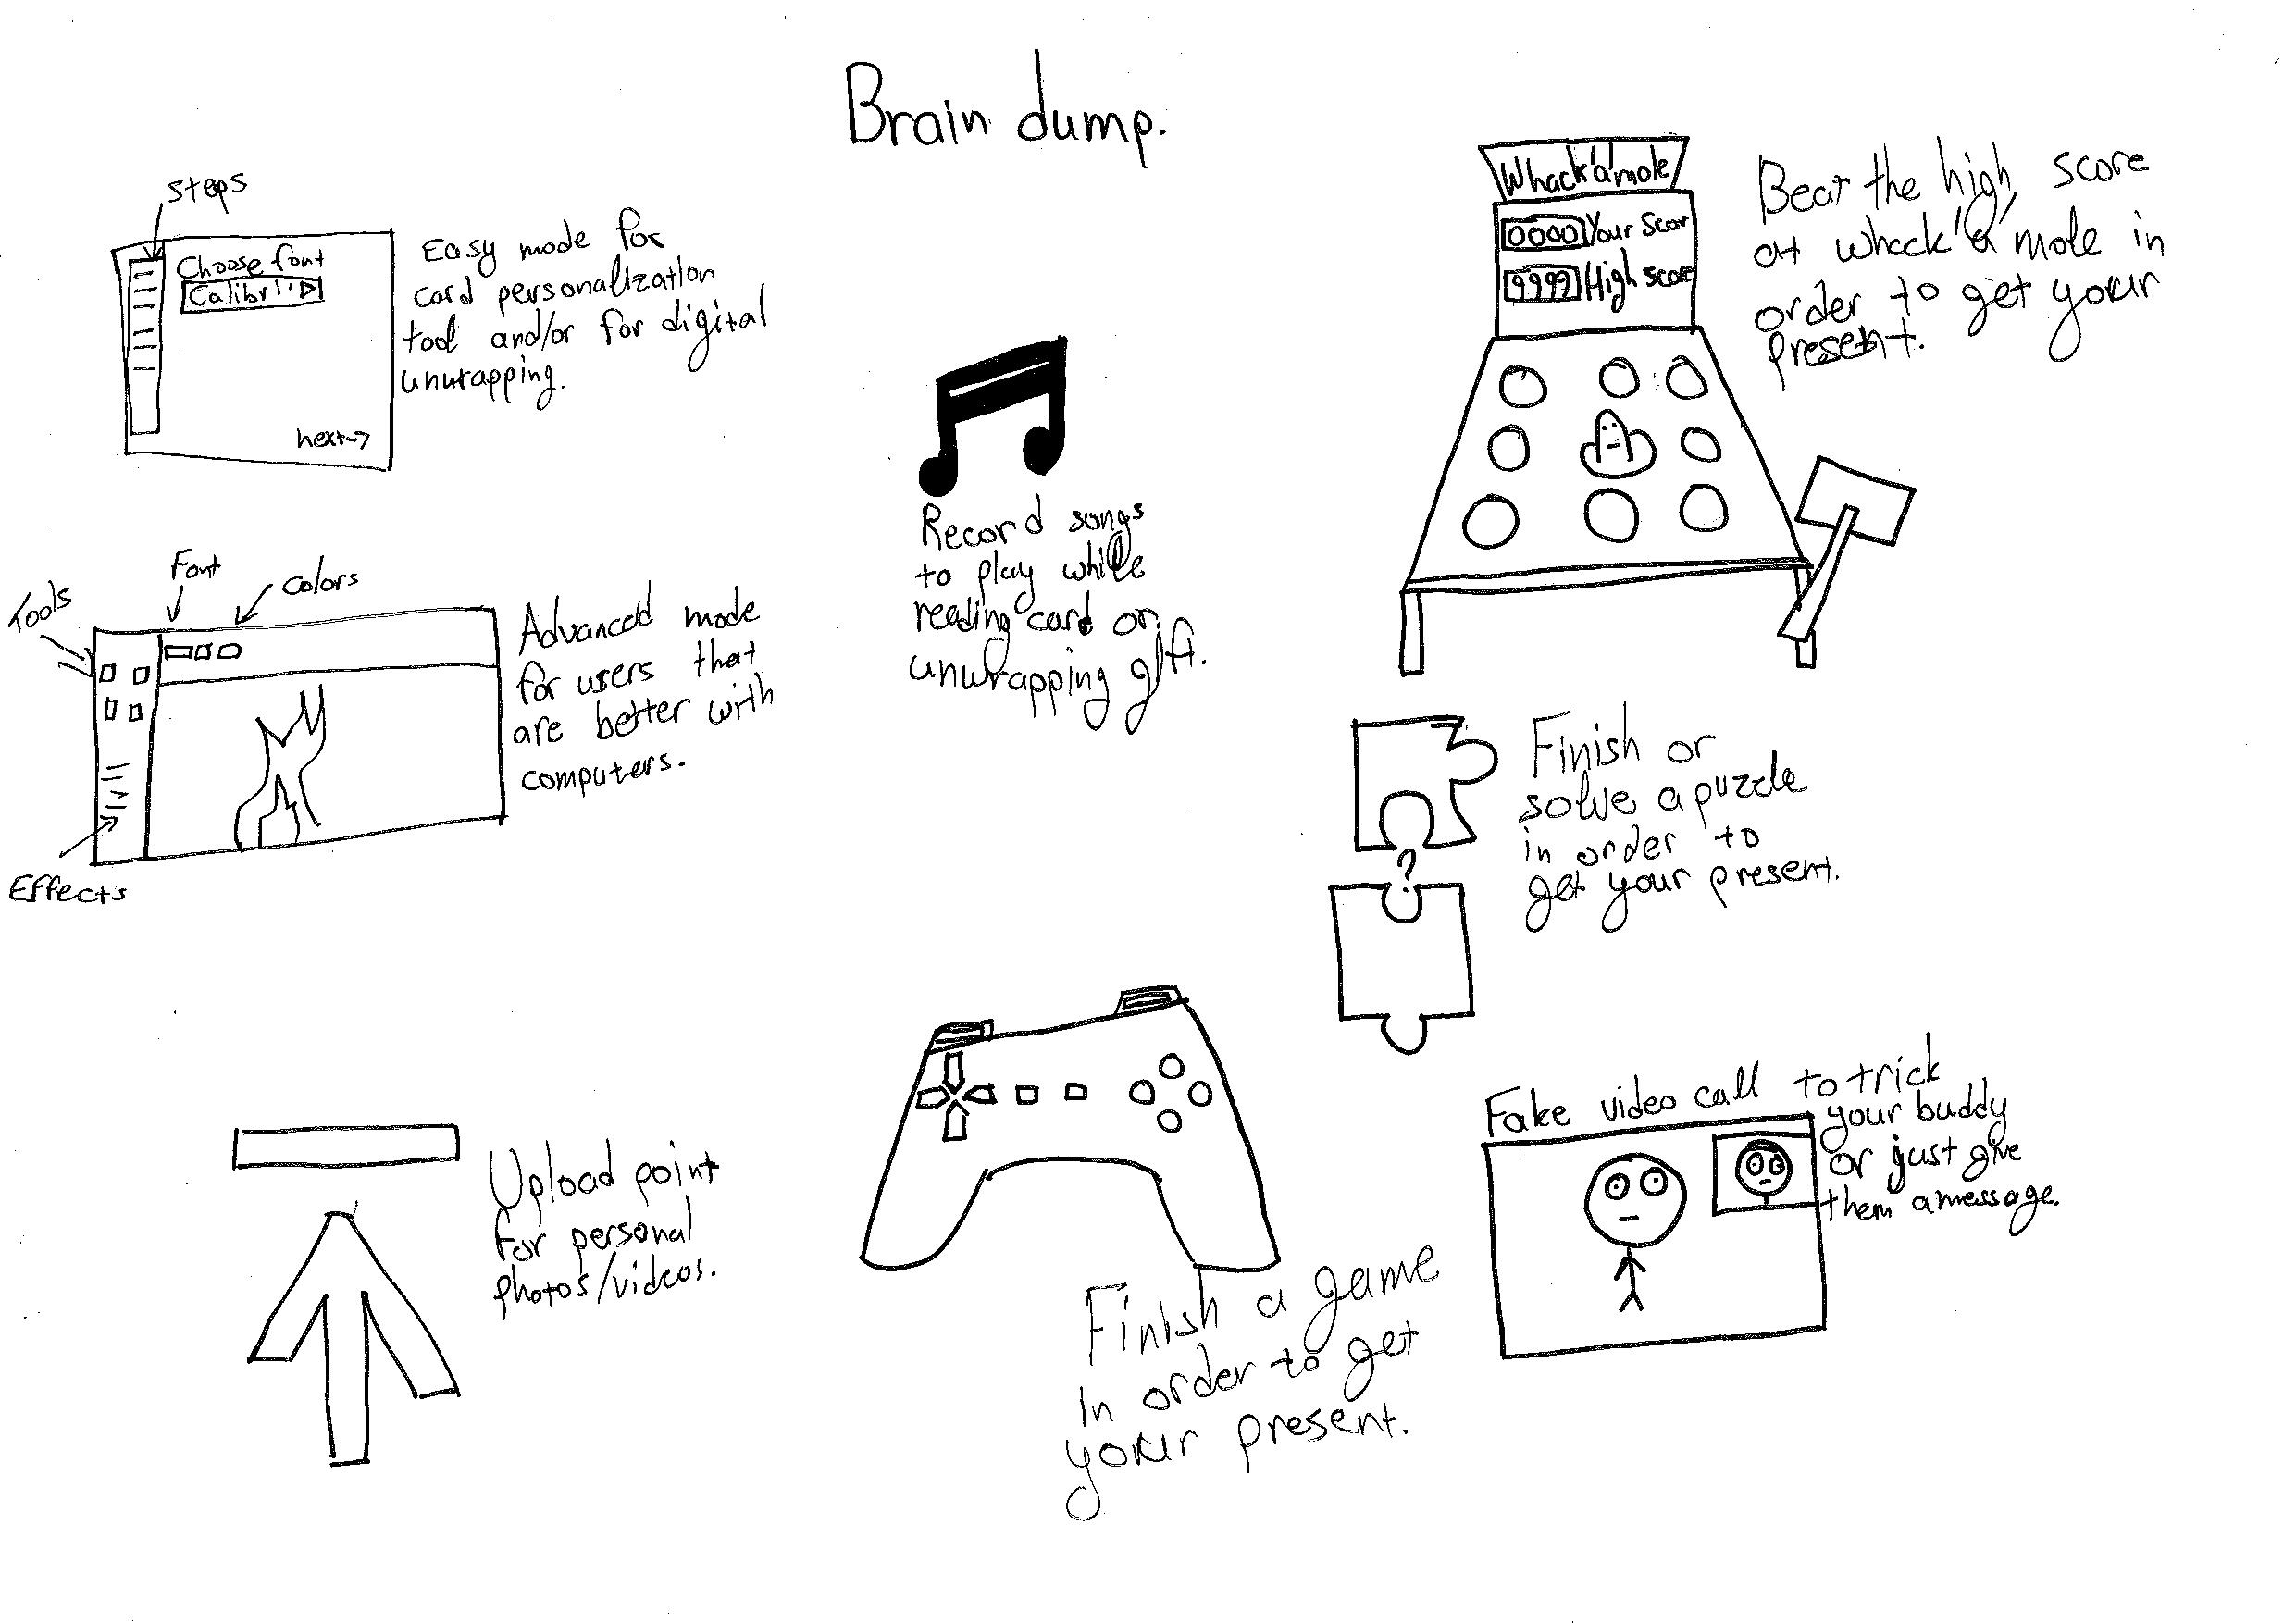 Brain dump.
steps
Choose font
Calibri
next→
Easy mode for
card personalization
tool and/or for digital
unwrapping.
Tools
Font
colors
Effects
Advanced mode
for users that
are better with
computers.
Upload point
for personal
photos/videos.
Record songs
to play while
reading card or
unwrapping gift.
Finish a game
in order to get
your present.
Whack'a'mole
0000 Your Scor
9999 High score
Beat the high score
at whack'a'mole in
order to get your
present.
Finish or
solve a puzzle
in order to
get your present.
?
Fake video call to trick
your buddy
or just give
them a message.